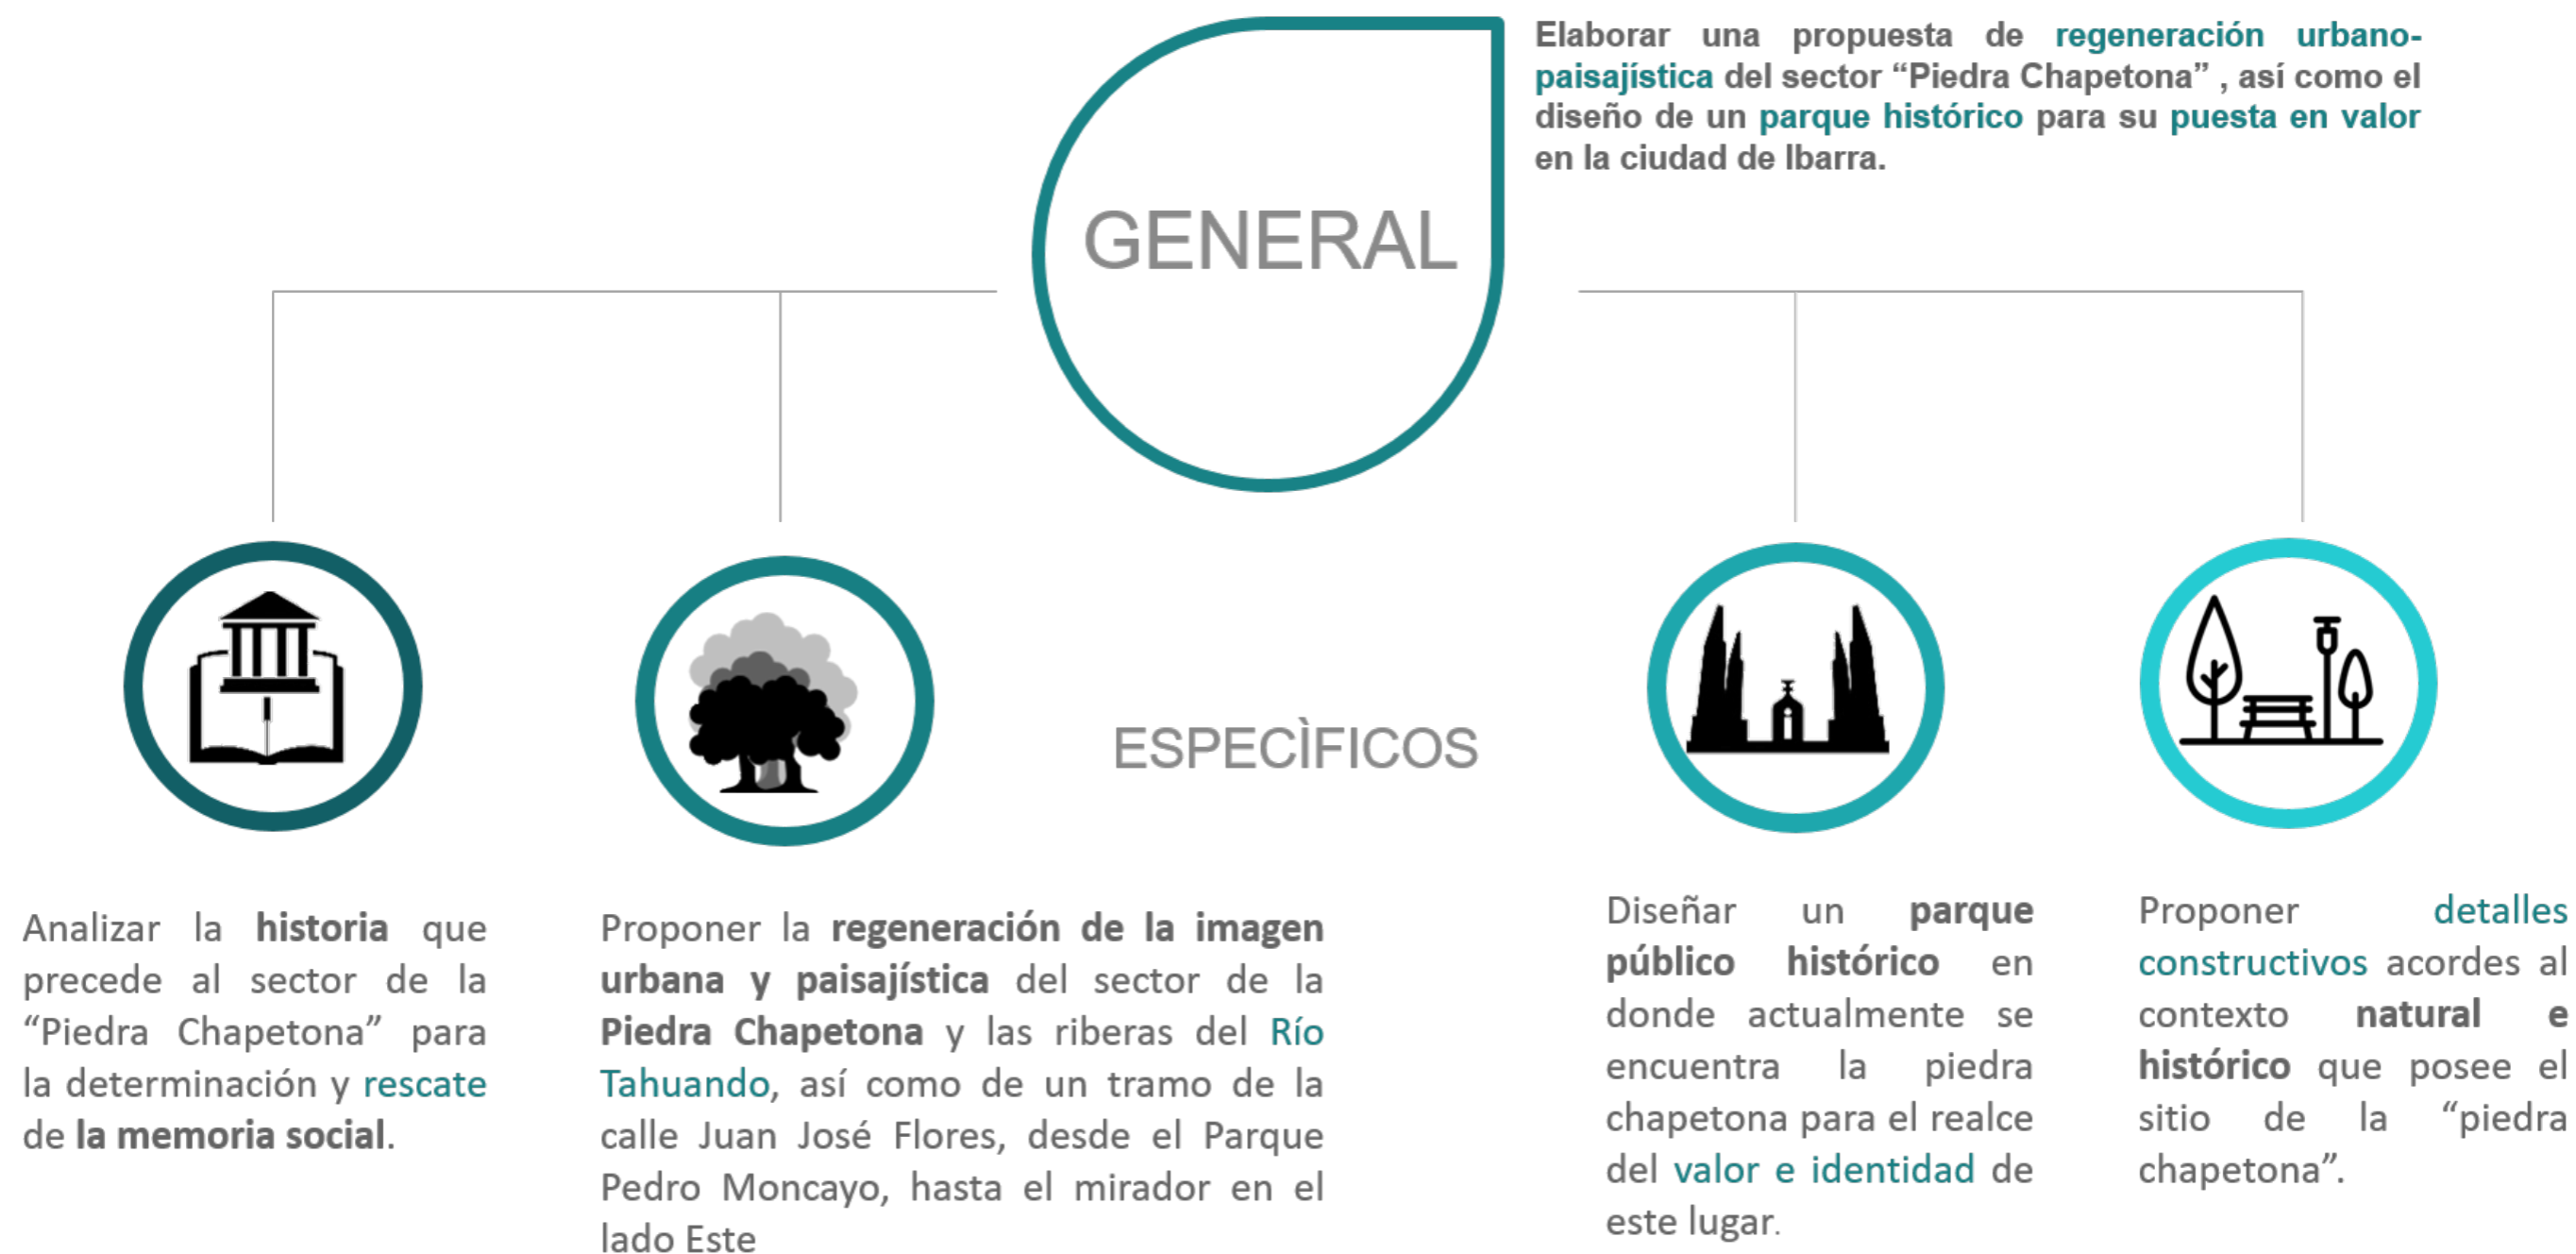 Elaborar una propuesta de regeneración urbano-
paisajística del sector “Piedra Chapetona” , así como el
diseño de un parque histórico para su puesta en valor
en la ciudad de Ibarra.
GENERAL
ESPECÌFICOS
Analizar la historia que
precede al sector de la
“Piedra Chapetona” para
la determinación y rescate
de la memoria social.
Proponer la regeneración de la imagen
urbana y paisajística del sector de la
Piedra Chapetona y las riberas del Río
Tahuando, así como de un tramo de la
calle Juan José Flores, desde el Parque
Pedro Moncayo, hasta el mirador en el
lado Este
Diseñar un parque
público histórico en
donde actualmente se
encuentra la piedra
chapetona para el realce
del valor e identidad de
este lugar.
Proponer detalles
constructivos acordes al
contexto natural e
histórico que posee el
sitio de la “piedra
chapetona”.